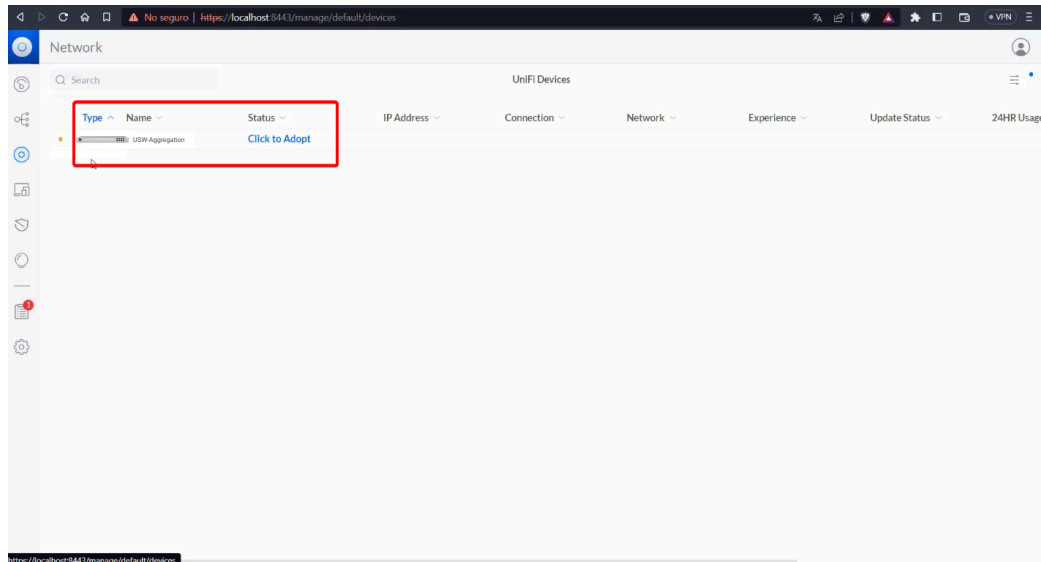 No seguro | https://localhost:8443/manage/default/devices
VPN
Network
Search
UniFi Devices
Type Name Status IP Address Connection Network Experience Update Status 24HR Usage
USW-Aggregation Click to Adopt
1
https://localhost:8443/manage/default/devices